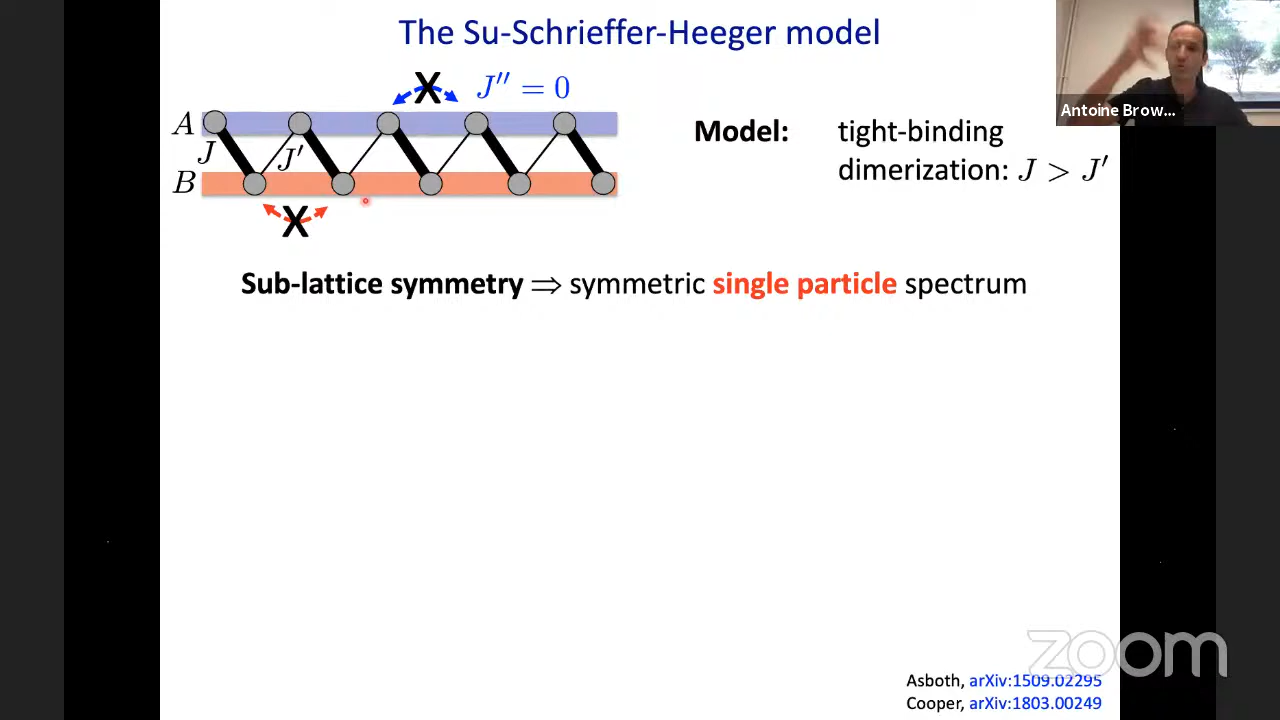 The Su-Schrieffer-Heeger model
J'' = 0
A
J
J'
B
X
X
Model: tight-binding
dimerization: J > J'
Antoine Brow...
Sub-lattice symmetry ⟹ symmetric single particle spectrum
zoom
Asboth, arXiv:1509.02295
Cooper, arXiv:1803.00249